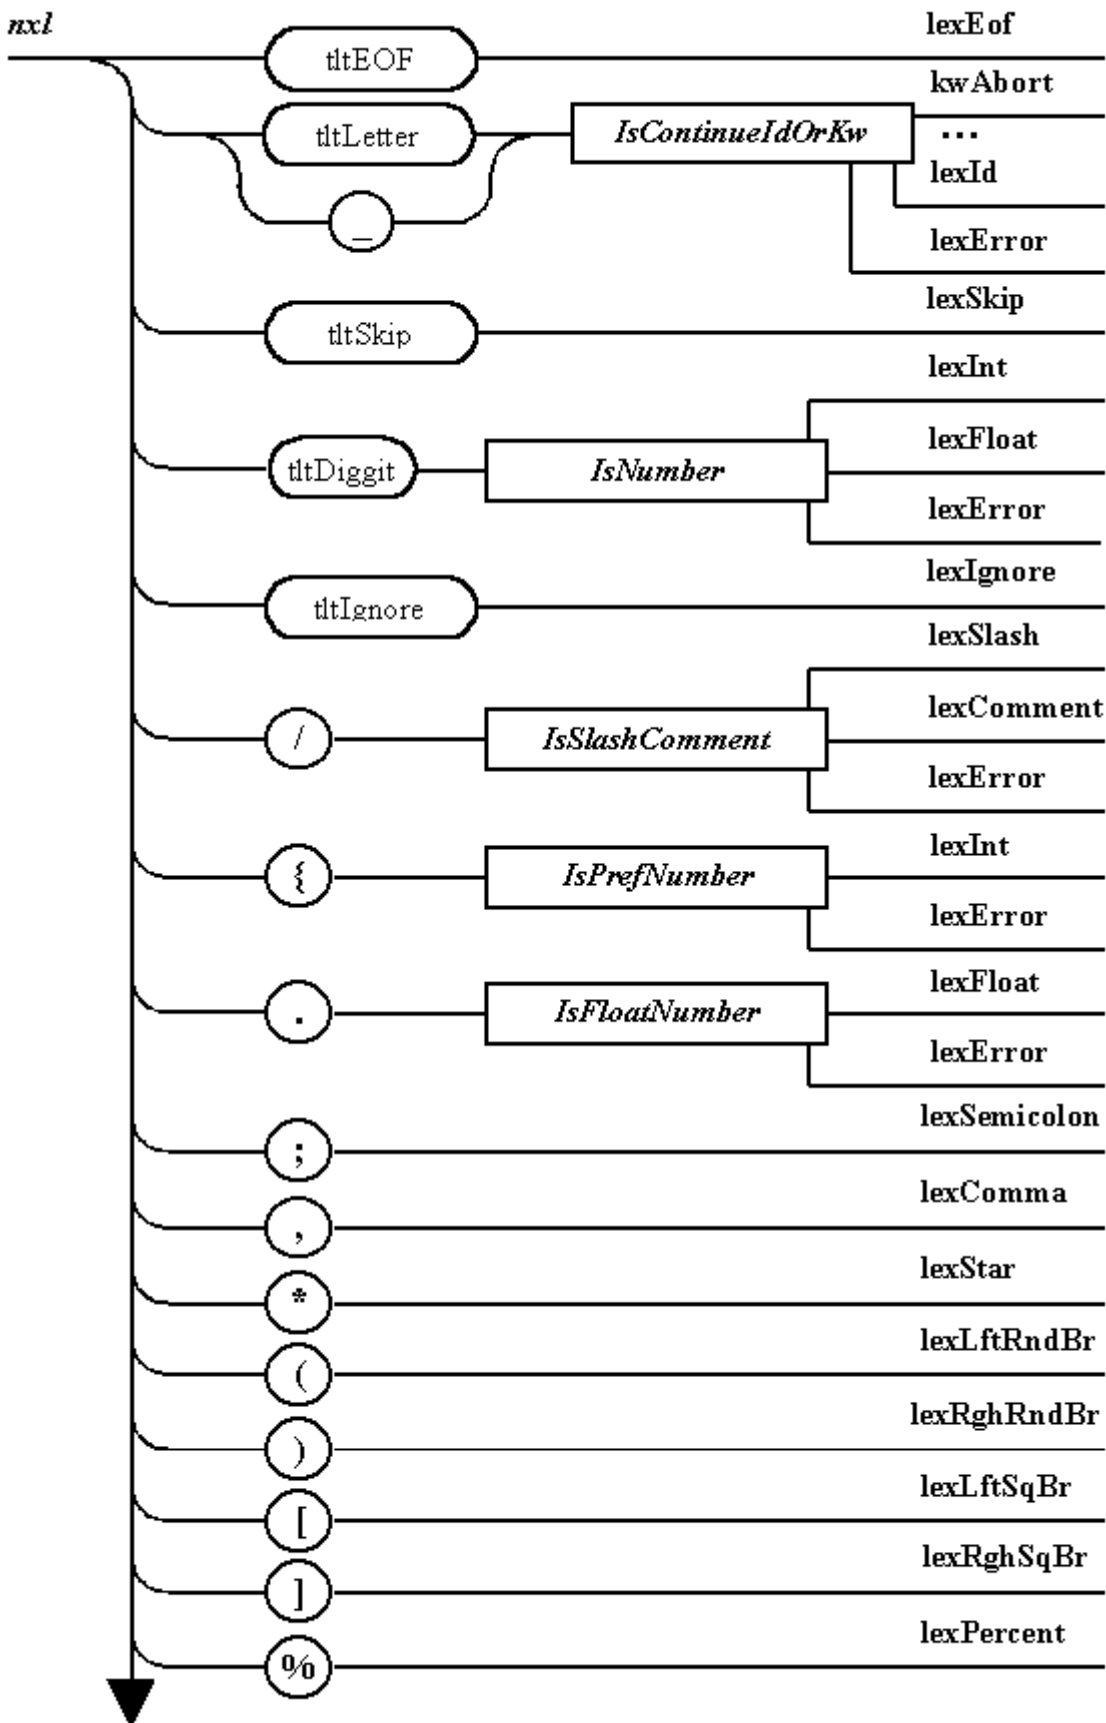 nxl
lexEof
tltEOF
kwAbort
tltLetter
IsContinueIdOrKw
...
lexId
_
lexError
lexSkip
tltSkip
lexInt
lexFloat
tltDiggit
IsNumber
lexError
lexIgnore
tltIgnore
lexSlash
lexComment
/
IsSlashComment
lexError
lexInt
{
IsPrefNumber
lexError
lexFloat
.
IsFloatNumber
lexError
lexSemicolon
;
lexComma
,
lexStar
*
lexLftRndBr
(
lexRghRndBr
)
lexLftSqBr
[
lexRghSqBr
]
lexPercent
%